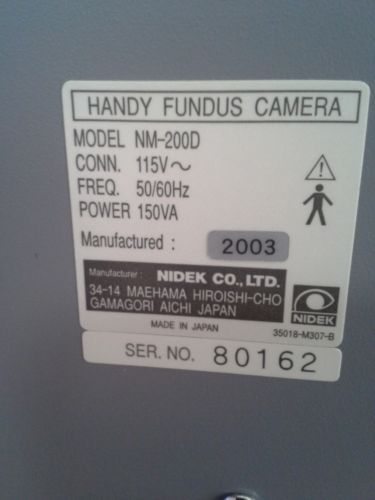 HANDY FUNDUS CAMERA
MODEL NM-200D
CONN. 115V~
FREQ. 50/60Hz
POWER 150VA
Manufactured : 2003
Manufacturer : NIDEK CO., LTD.
34-14 MAEHAMA HIROISHI-CHO
GAMAGORI AICHI JAPAN
NIDEK
MADE IN JAPAN
35018-M307-B
SER. NO. 80162